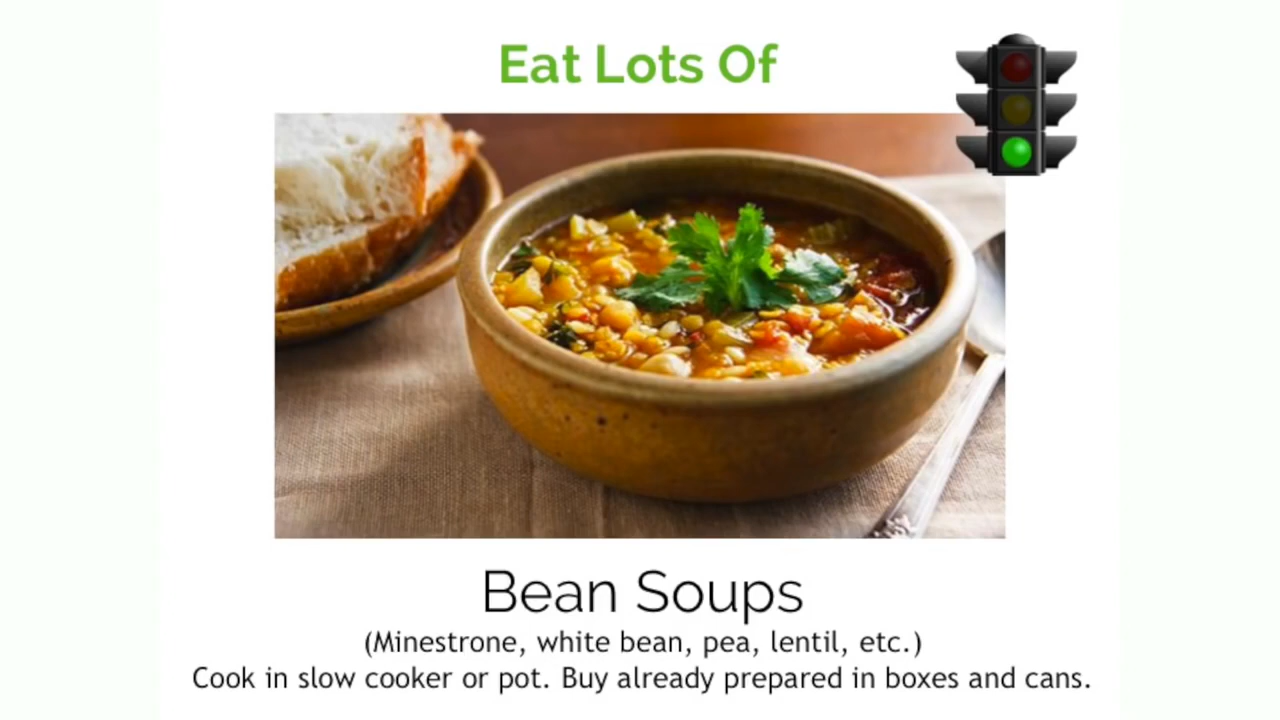 Eat Lots Of
Bean Soups
(Minestrone, white bean, pea, lentil, etc.)
Cook in slow cooker or pot. Buy already prepared in boxes and cans.